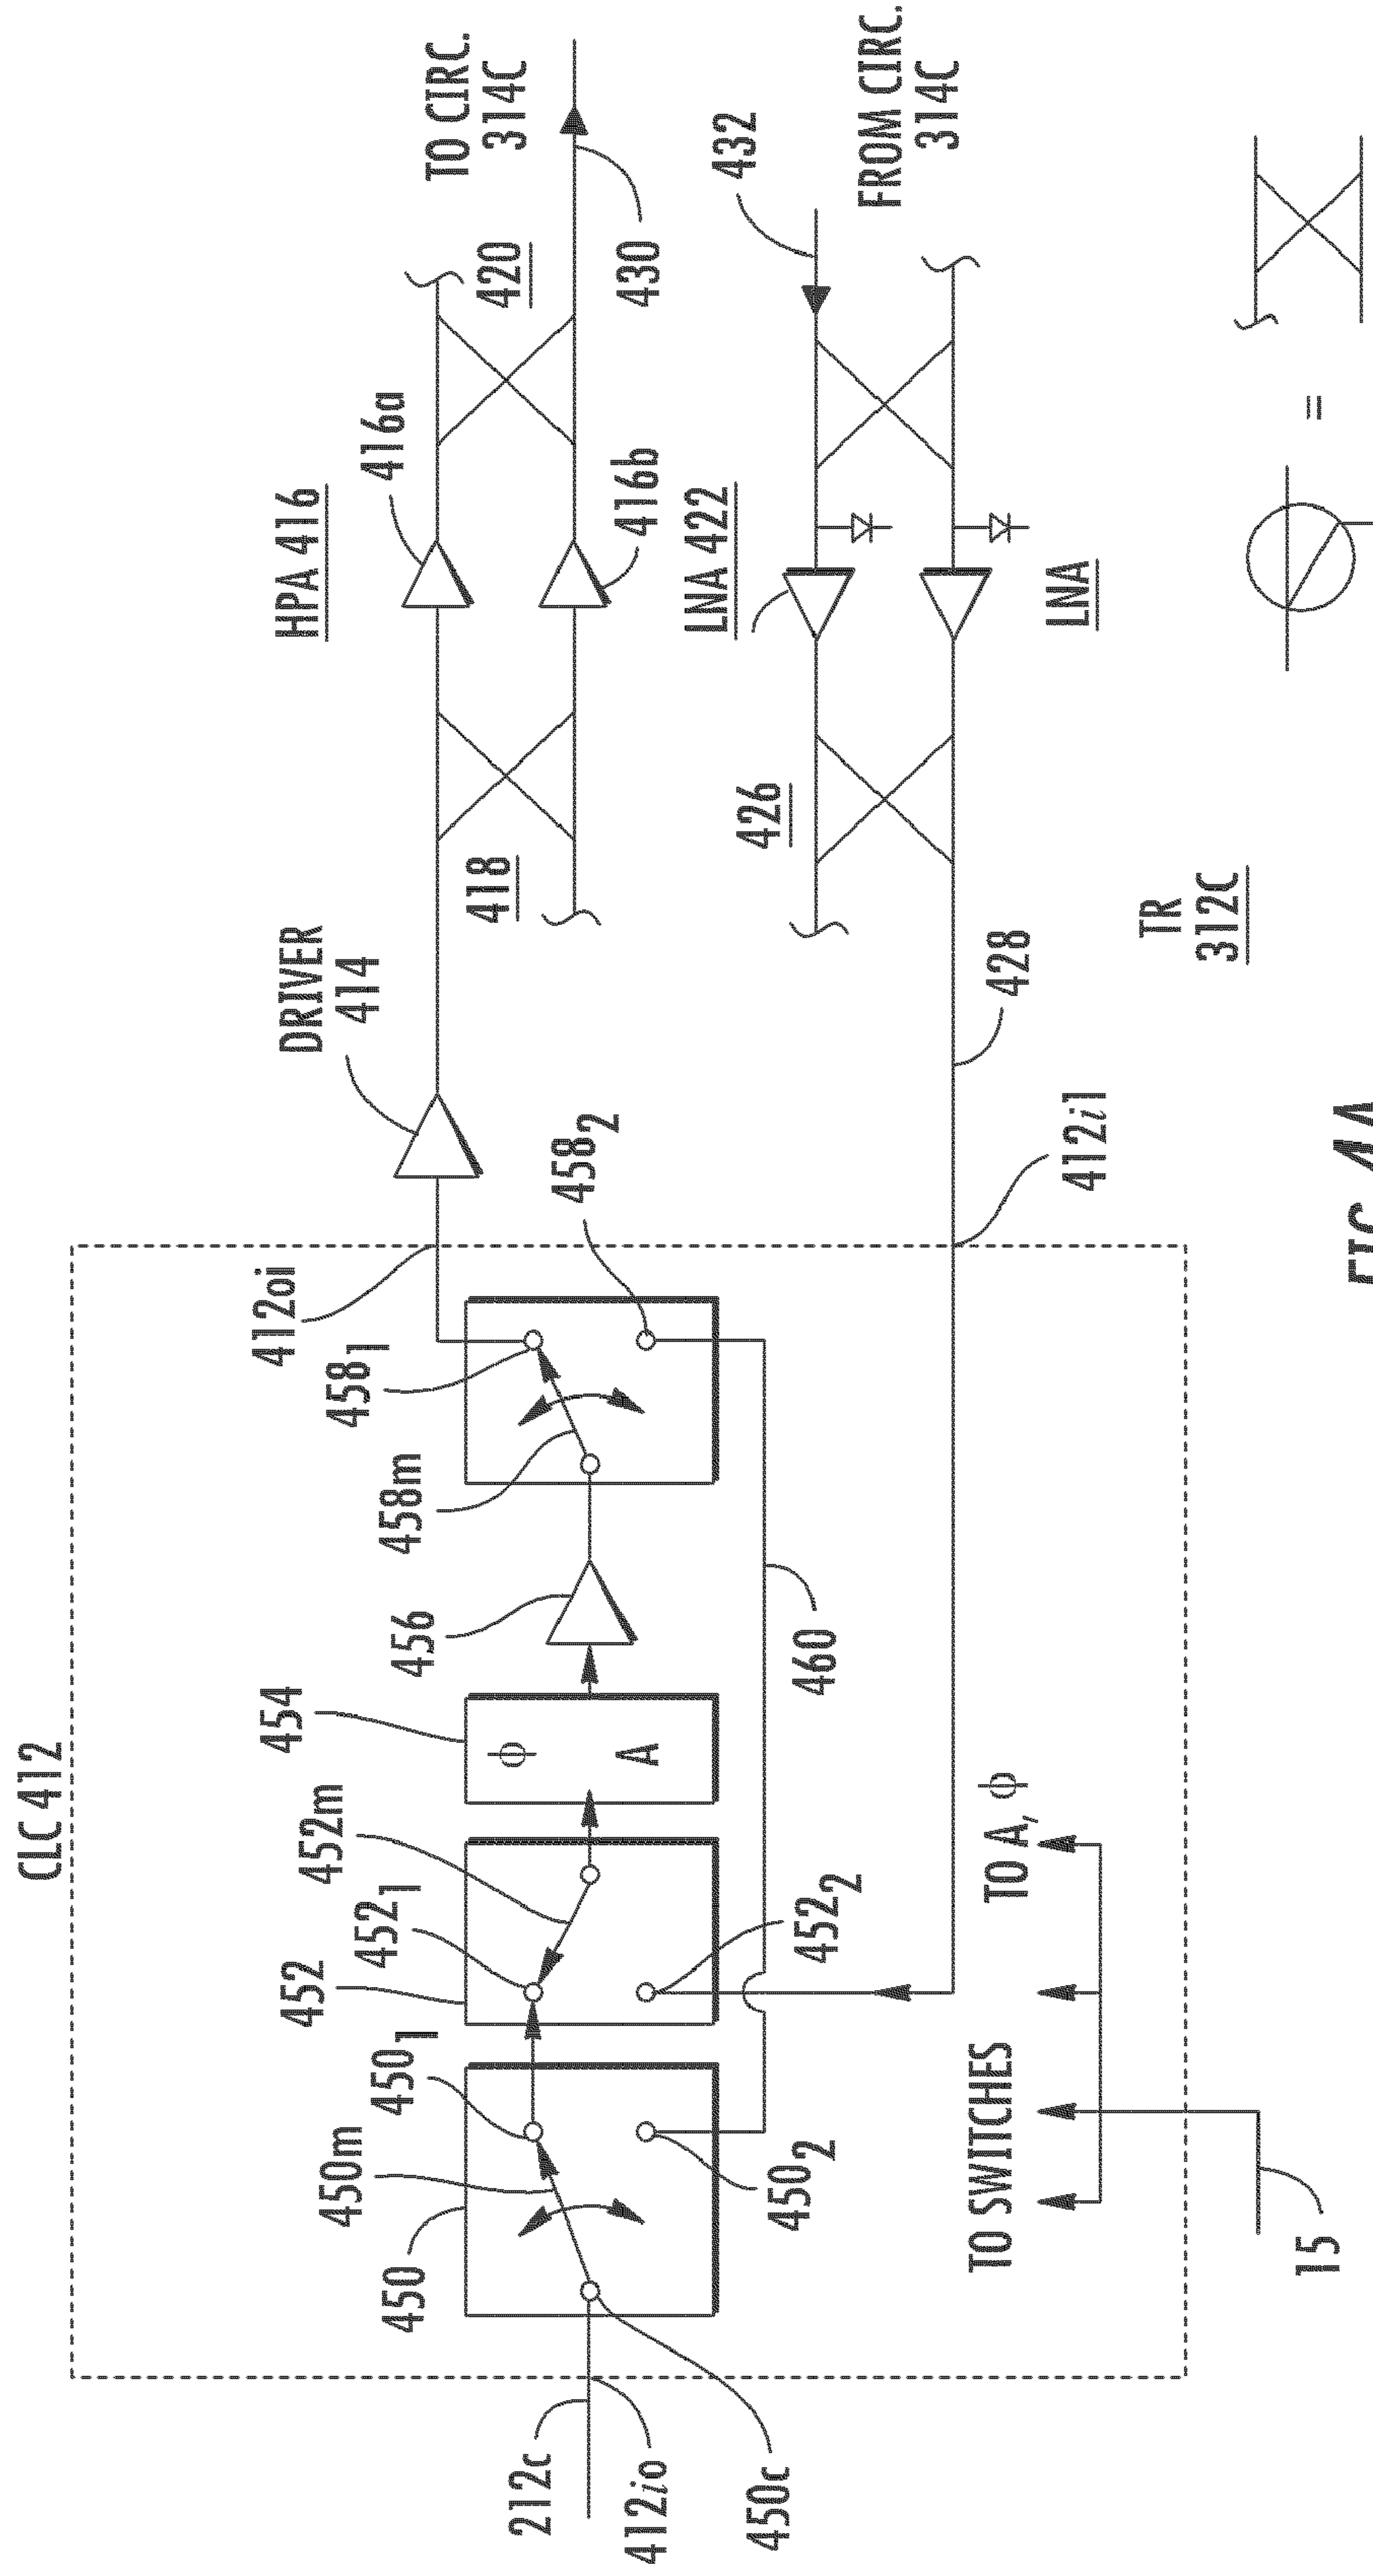 CLC 412
212c
412io
450c
450
450m
450₁
450₂
452
452₁
452m
452₂
454
ϕ
A
456
458m
458₁
458₂
412oi
460
DRIVER
414
418
HPA 416
416a
416b
420
430
TO CIRC.
314C
432
FROM CIRC.
314C
LNA 422
LNA
426
428
412i1
TO SWITCHES
TO A, ϕ
15
TR
312C
=
FIG. 4A